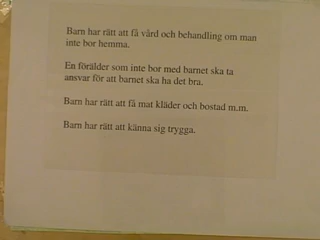 Barn har rätt att få vård och behandling om man
inte bor hemma.
En förälder som inte bor med barnet ska ta
ansvar för att barnet ska ha det bra.
Barn har rätt att få mat kläder och bostad m.m.
Barn har rätt att känna sig trygga.